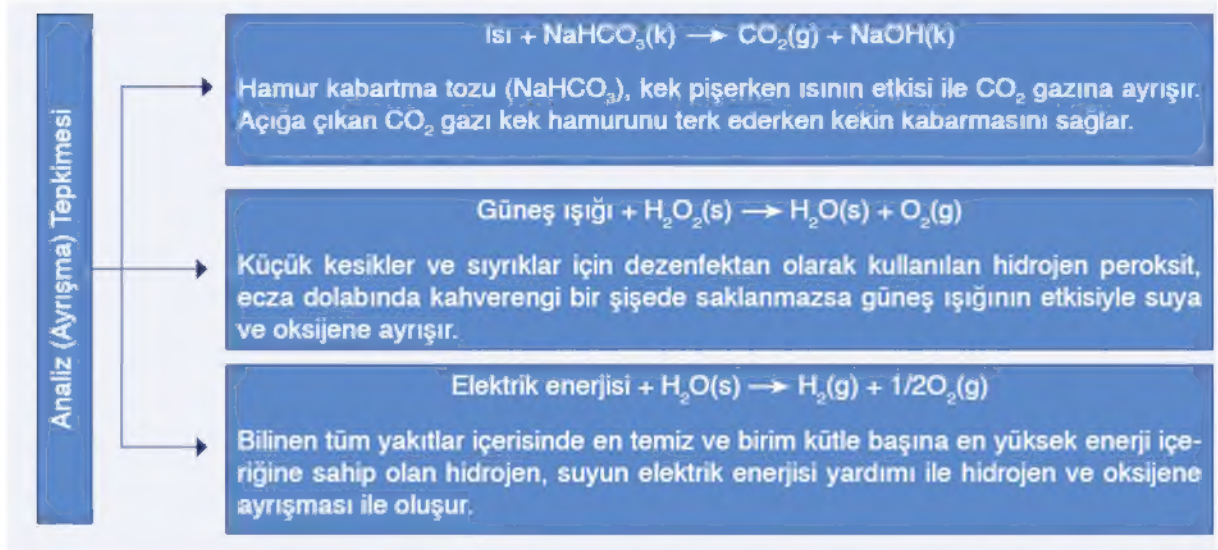 Analiz (Ayrışma) Tepkimesi
Isı + NaHCO₃(k) → CO₂(g) + NaOH(k)
Hamur kabartma tozu (NaHCO₃), kek pişerken ısının etkisi ile CO₂ gazına ayrışır.
Açığa çıkan CO₂ gazı kek hamurunu terk ederken kekin kabarmasını sağlar.
Güneş ışığı + H₂O₂(s) → H₂O(s) + O₂(g)
Küçük kesikler ve sıyrıklar için dezenfektan olarak kullanılan hidrojen peroksit,
ecza dolabında kahverengi bir şişede saklanmazsa güneş ışığının etkisiyle suya
ve oksijene ayrışır.
Elektrik enerjisi + H₂O(s) → H₂(g) + 1/2O₂(g)
Bilinen tüm yakıtlar içerisinde en temiz ve birim kütle başına en yüksek enerji içe-
riğine sahip olan hidrojen, suyun elektrik enerjisi yardımı ile hidrojen ve oksijene
ayrışması ile oluşur.